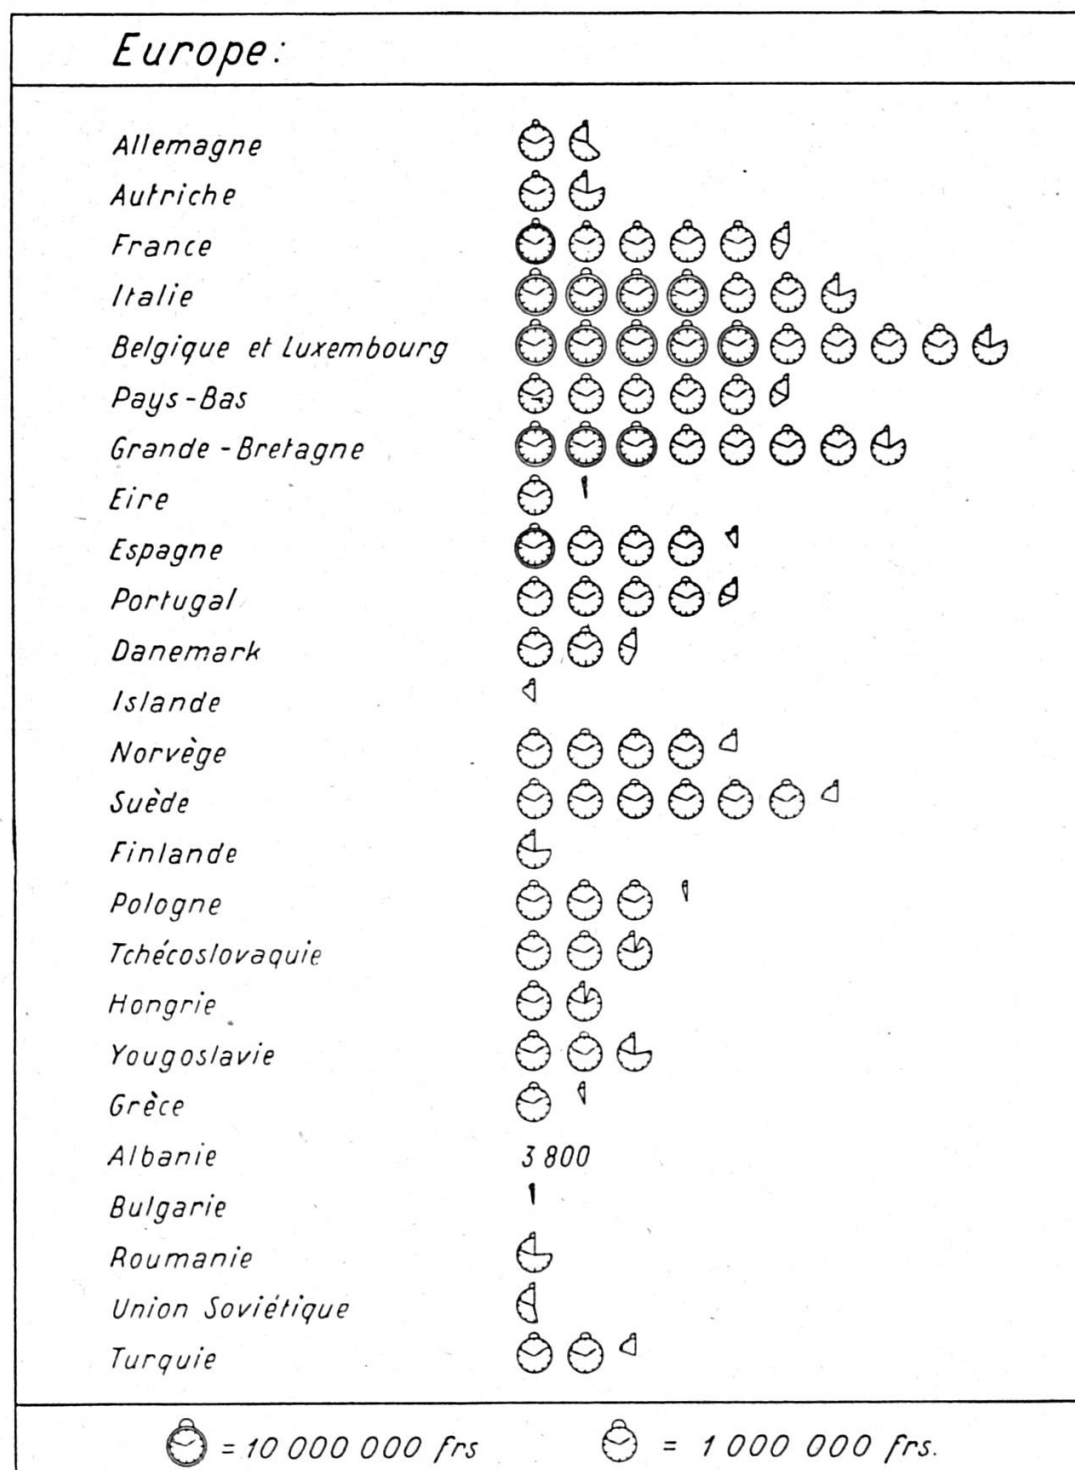 Europe:
Allemagne
Autriche
France
Italie
Belgique et Luxembourg
Pays-Bas
Grande-Bretagne
Eire
Espagne
Portugal
Danemark
Islande
Norvège
Suède
Finlande
Pologne
Tchécoslovaquie
Hongrie
Yougoslavie
Grèce
Albanie 3 800
Bulgarie
Roumanie
Union Soviétique
Turquie
= 10 000 000 frs = 1 000 000 frs.